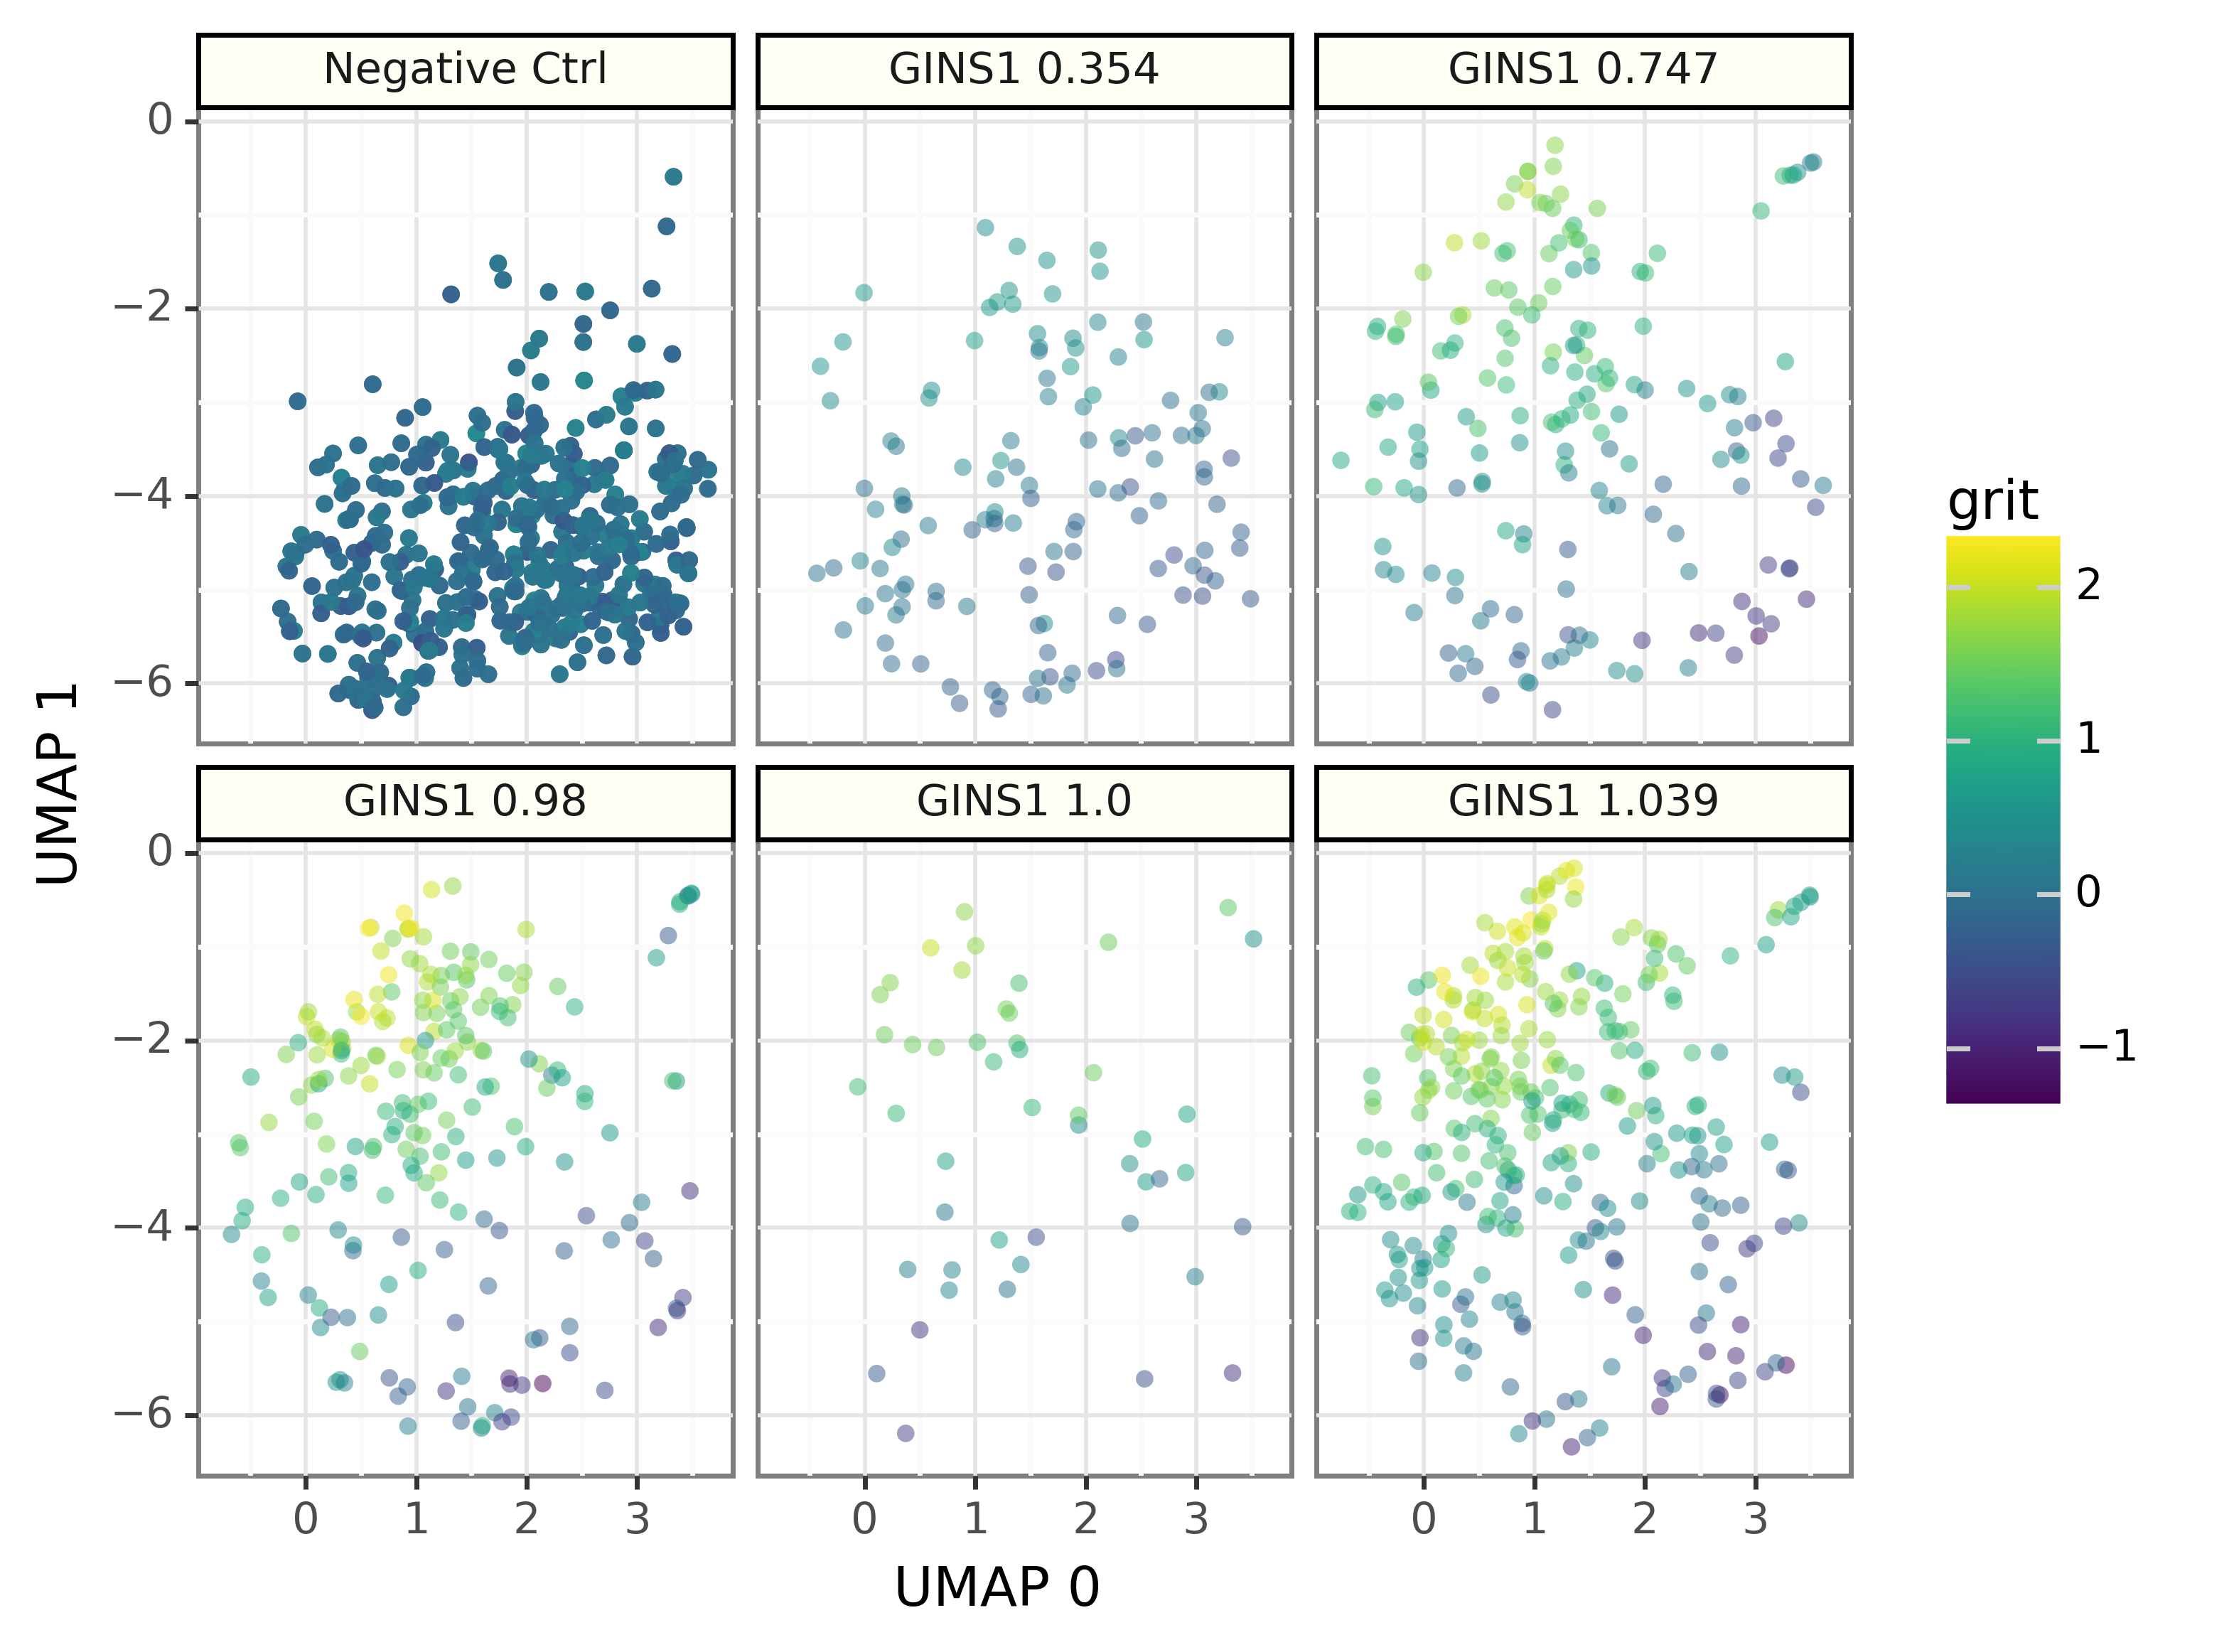 Negative Ctrl
GINS1 0.354
GINS1 0.747
0
−2
−4
−6
GINS1 0.98
GINS1 1.0
GINS1 1.039
0
−2
−4
−6
0 1 2 3
0 1 2 3
0 1 2 3
UMAP 0
UMAP 1
grit
2
1
0
−1